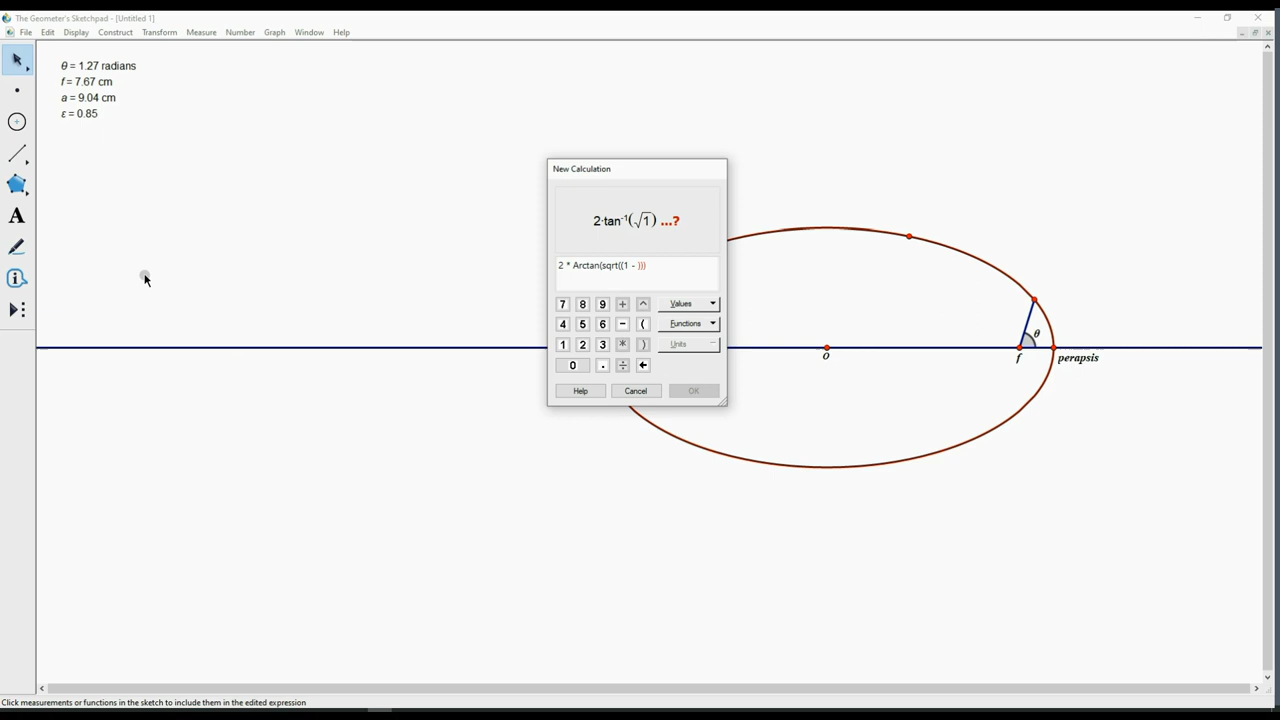 The Geometer's Sketchpad - [Untitled 1]
File Edit Display Construct Transform Measure Number Graph Window Help
θ = 1.27 radians
f = 7.67 cm
a = 9.04 cm
ε = 0.85
A
New Calculation
2·tan⁻¹(√1) ...?
2 * Arctan(sqrt((1 - )))
7 8 9 + ^ Values
4 5 6 − ( Functions
1 2 3 * ) Units
0 . ÷ ←
Help Cancel OK
θ
o f perapsis
Click measurements or functions in the sketch to include them in the edited expression